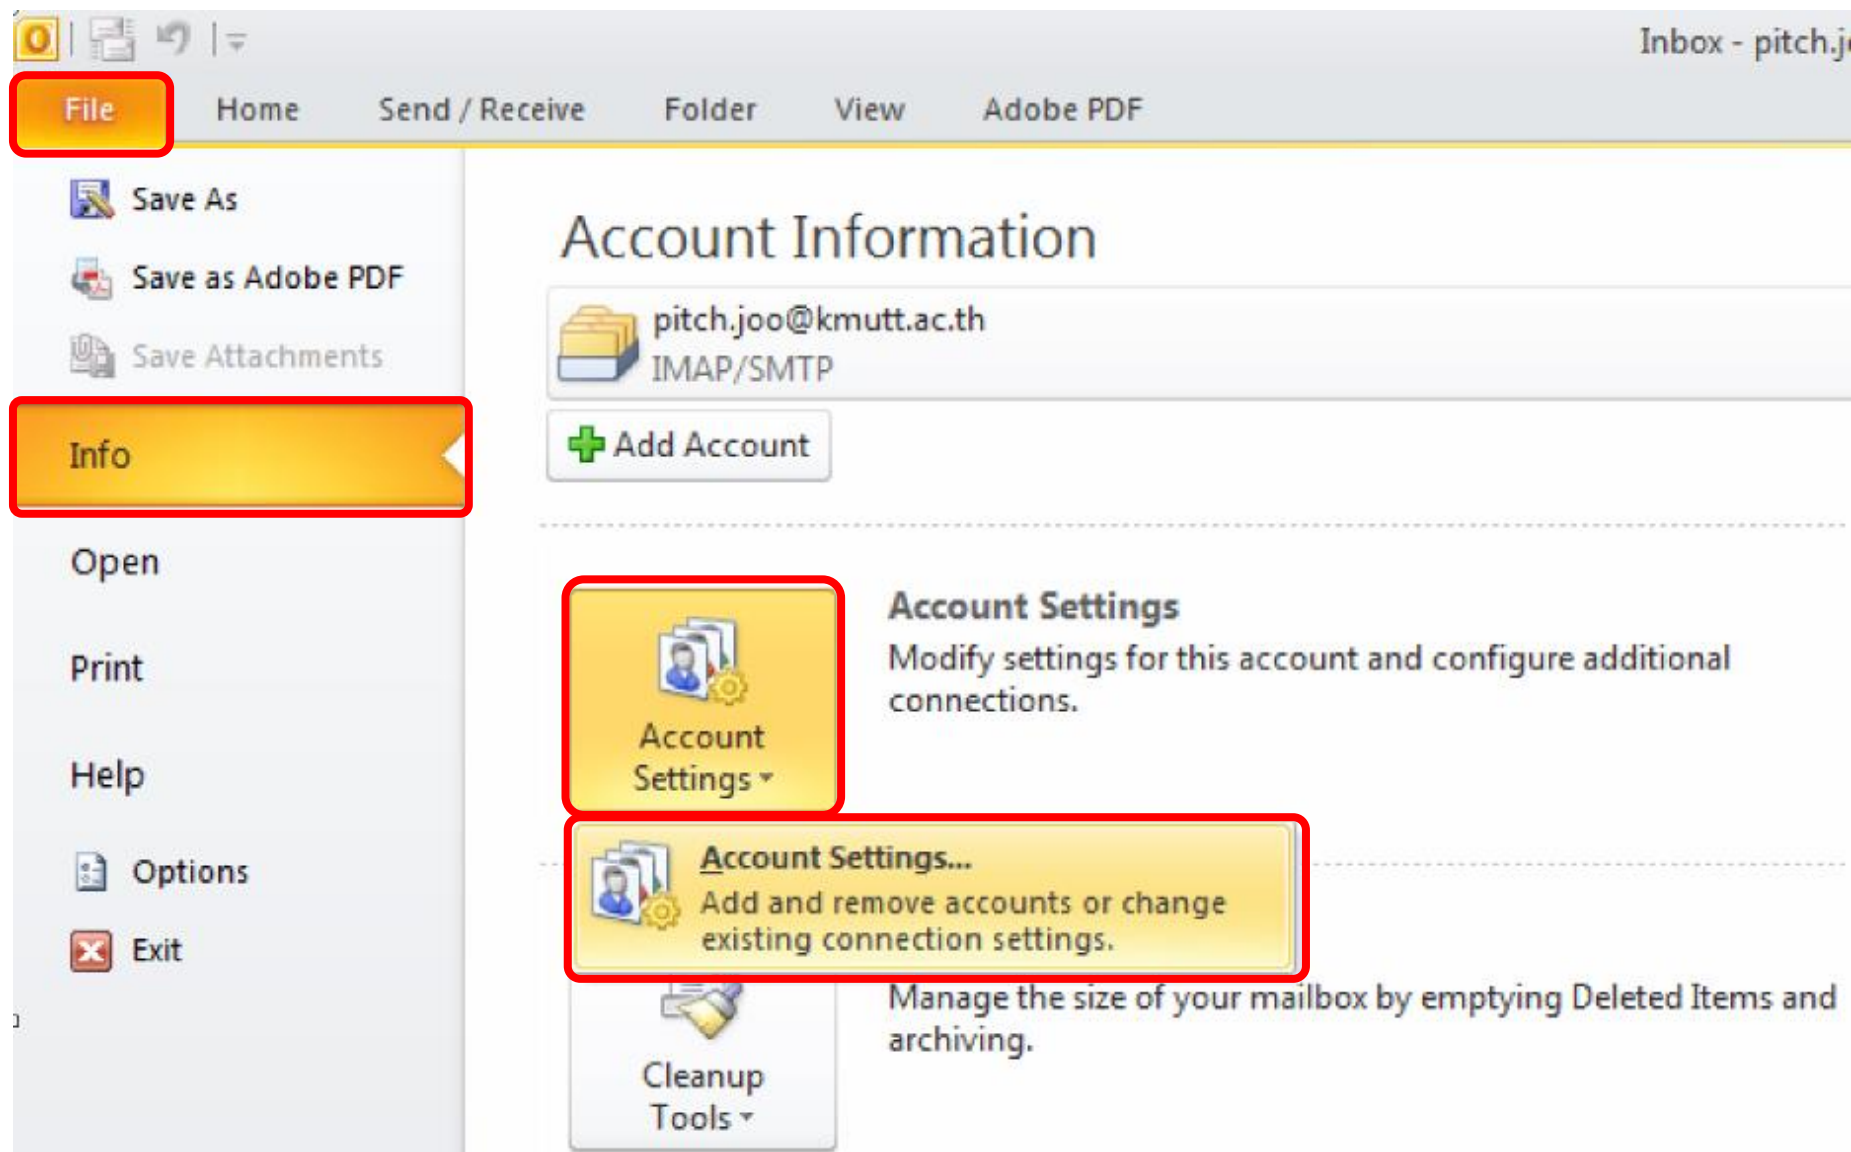 Inbox - pitch.j
File Home Send / Receive Folder View Adobe PDF
Save As
Save as Adobe PDF
Save Attachments
Info
Open
Print
Help
Options
Exit
Account Information
pitch.joo@kmutt.ac.th
IMAP/SMTP
Add Account
Account
Settings
Account Settings
Modify settings for this account and configure additional
connections.
Account Settings...
Add and remove accounts or change
existing connection settings.
Cleanup
Tools
Manage the size of your mailbox by emptying Deleted Items and
archiving.